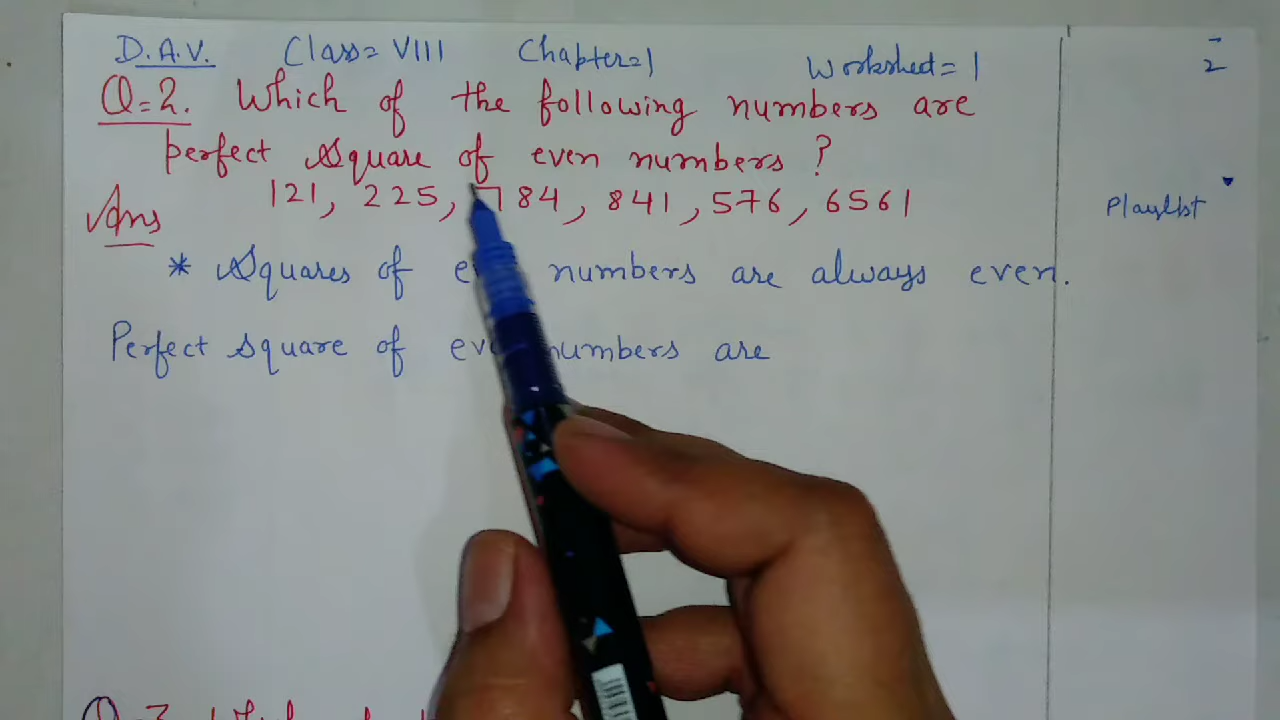 D.A.V. Class= VIII Chapter=1 Worksheet= 1
Q=2. Which of the following numbers are
perfect square of even numbers ?
121, 225, 784, 841, 576, 6561
Ans
* Squares of numbers are always even.
Perfect square of numbers are
Playlist
2